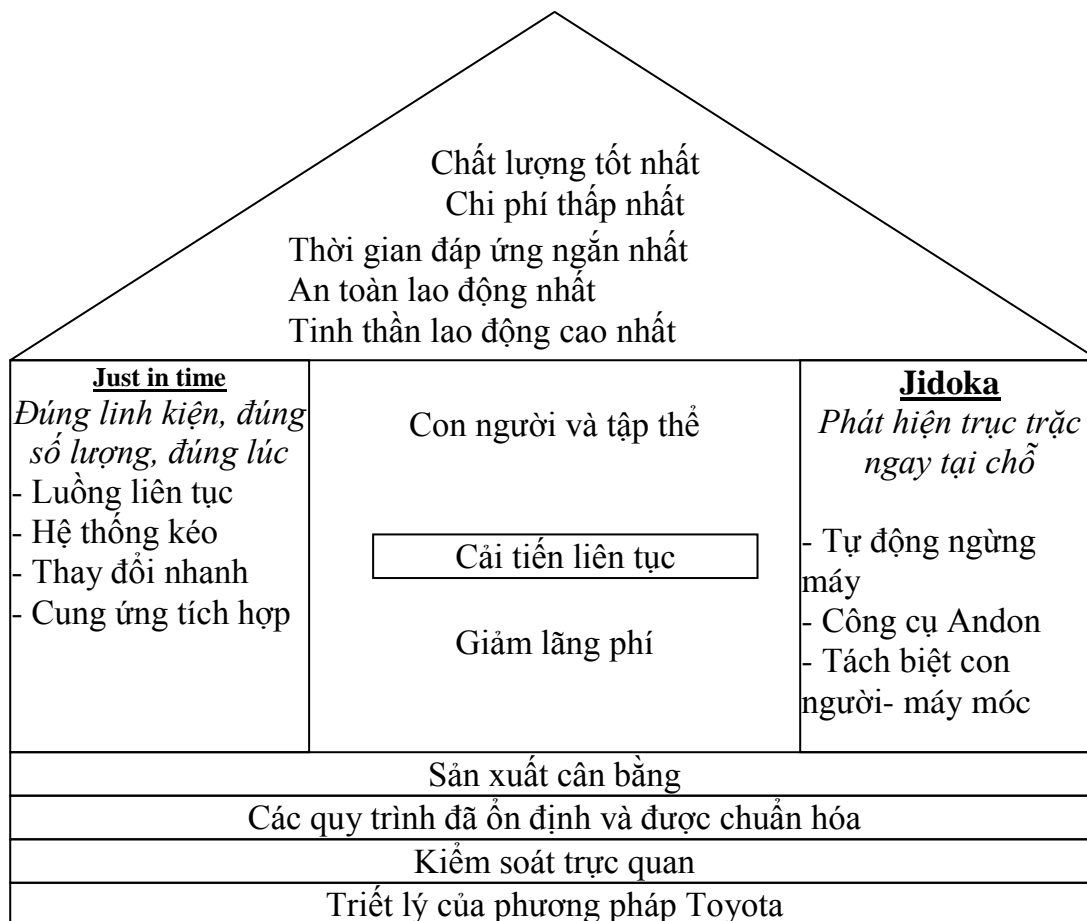 Chất lượng tốt nhất
Chi phí thấp nhất
Thời gian đáp ứng ngắn nhất
An toàn lao động nhất
Tinh thần lao động cao nhất
Just in time
Đúng linh kiện, đúng
số lượng, đúng lúc
- Luồng liên tục
- Hệ thống kéo
- Thay đổi nhanh
- Cung ứng tích hợp
Con người và tập thể
Cải tiến liên tục
Giảm lãng phí
Jidoka
Phát hiện trục trặc
ngay tại chỗ
- Tự động ngừng
máy
- Công cụ Andon
- Tách biệt con
người- máy móc
Sản xuất cân bằng
Các quy trình đã ổn định và được chuẩn hóa
Kiểm soát trực quan
Triết lý của phương pháp Toyota